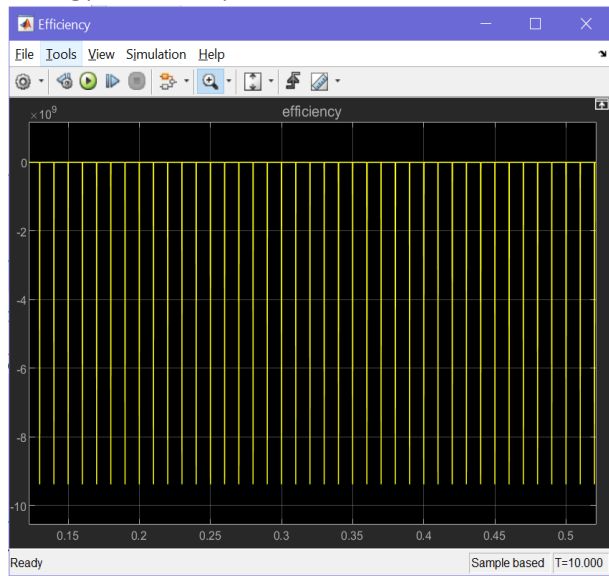 Efficiency
File Tools View Simulation Help
×10⁹
efficiency
0
-2
-4
-6
-8
-10
0.15 0.2 0.25 0.3 0.35 0.4 0.45 0.5
Ready Sample based T=10.000